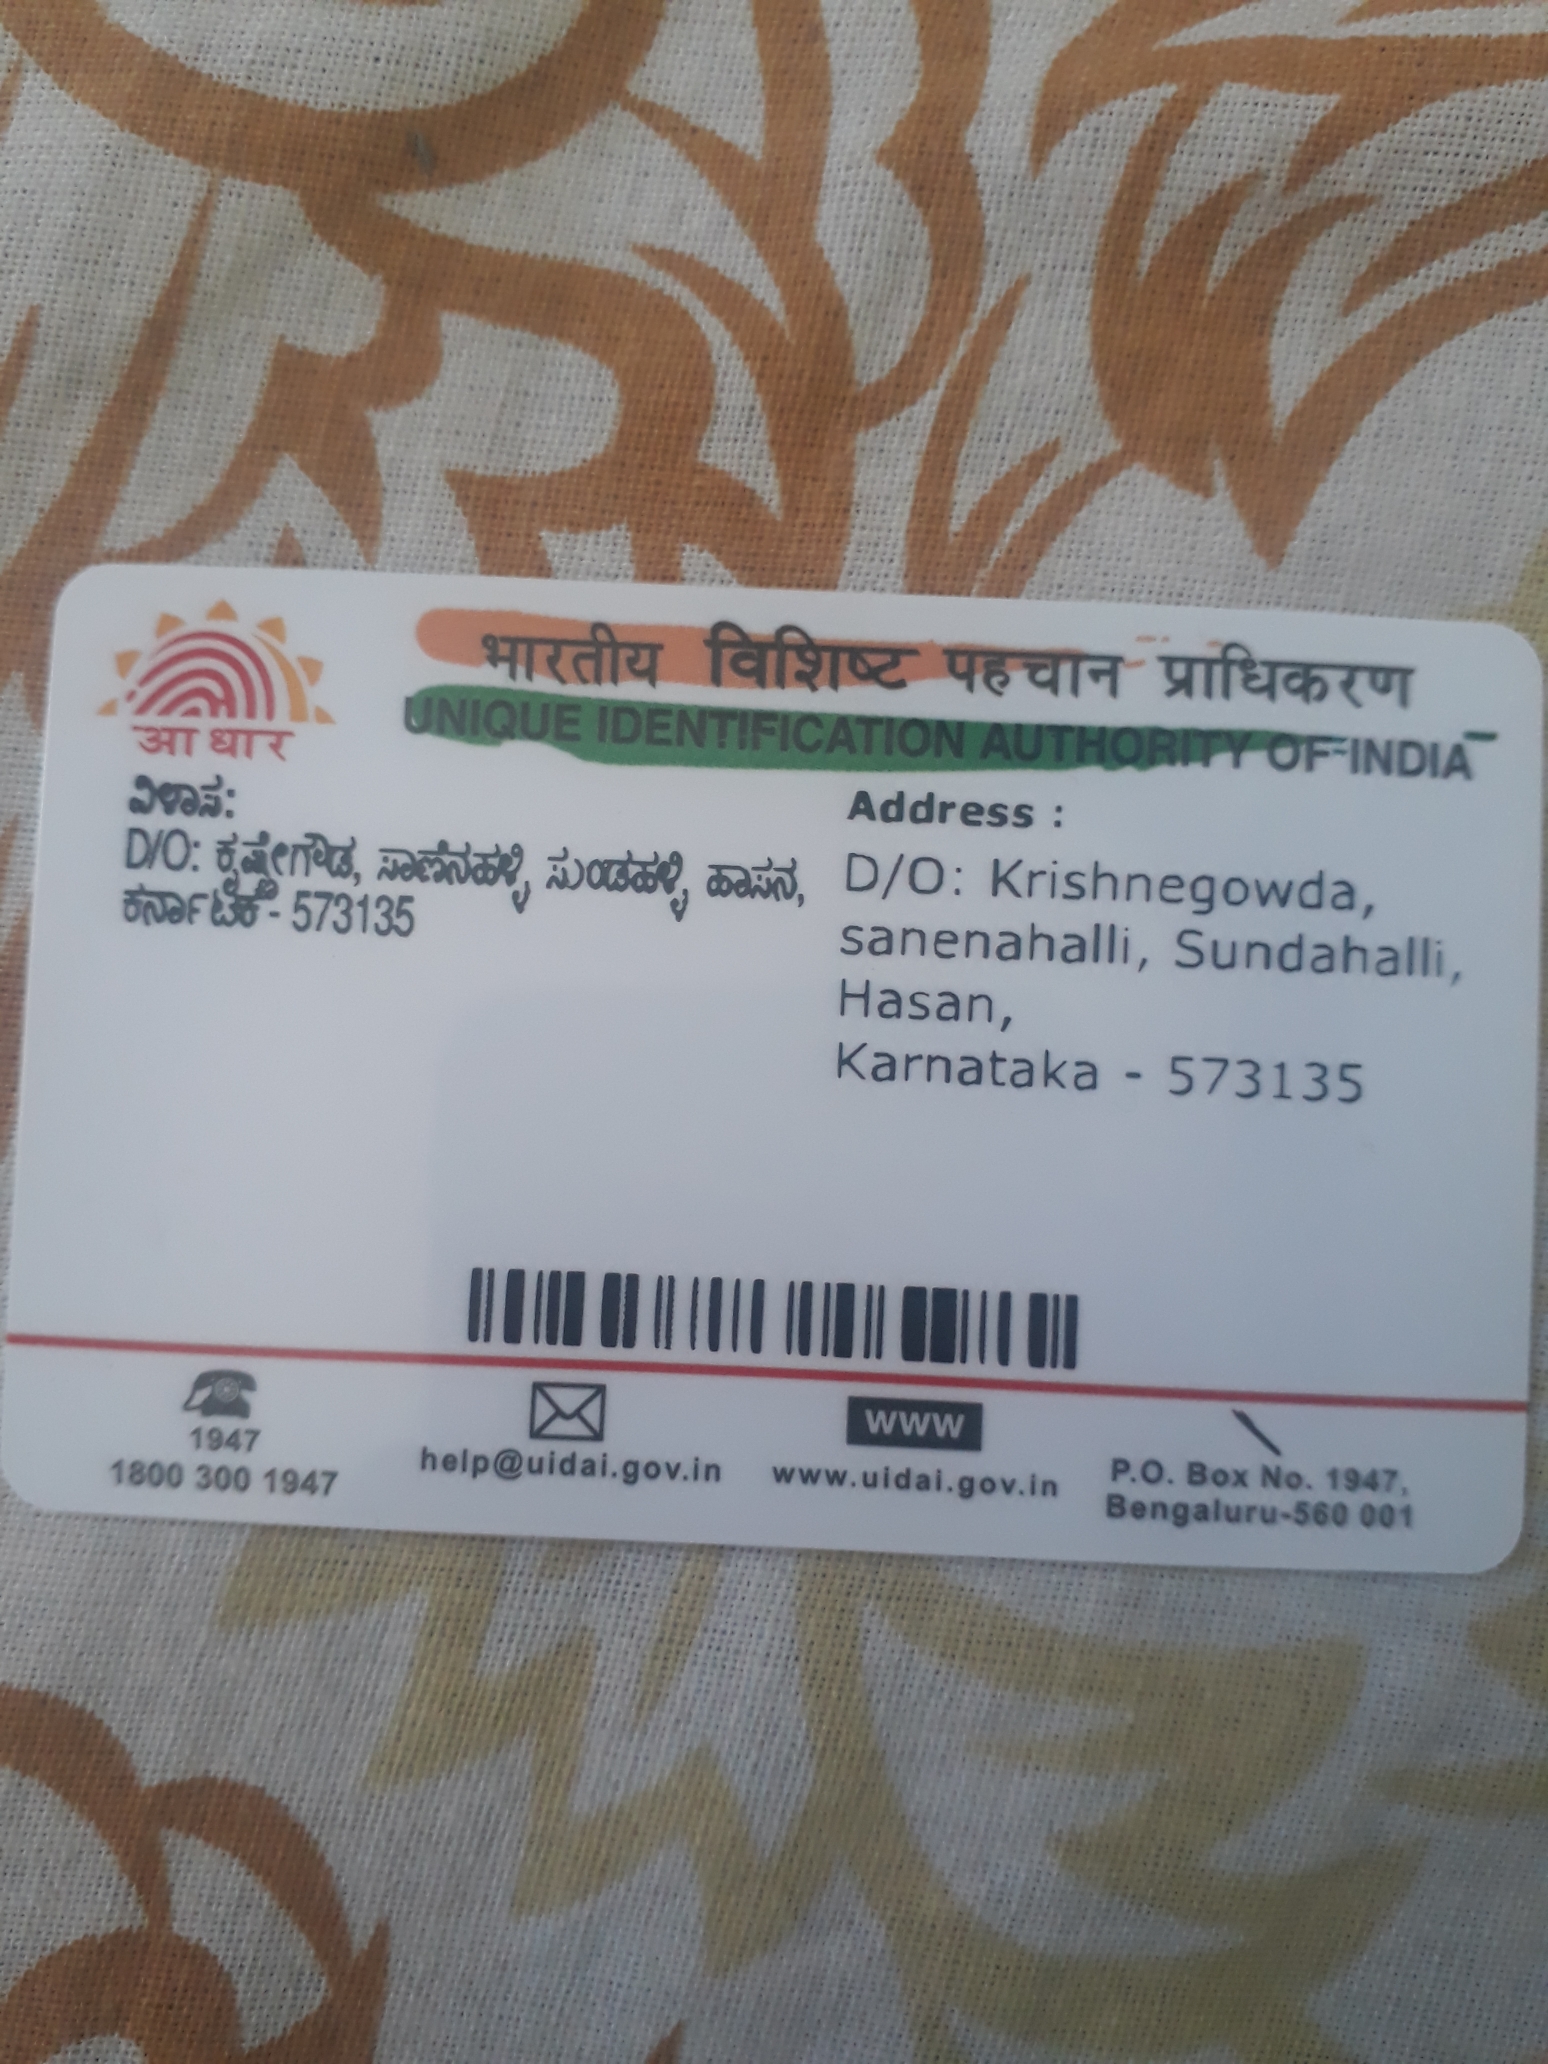 भारतीय विशिष्ट पहचान प्राधिकरण
UNIQUE IDENTIFICATION AUTHORITY OF INDIA
आधार
ವಿಳಾಸ:
D/O: ಕೃಷ್ಣೇಗೌಡ, ಸಾಣೆನಹಳ್ಳಿ, ಸುಂಡಹಳ್ಳಿ, ಹಾಸನ,
ಕರ್ನಾಟಕ - 573135
Address :
D/O: Krishnegowda,
sanenahalli, Sundahalli,
Hasan,
Karnataka - 573135
1947
1800 300 1947
help@uidai.gov.in
www
www.uidai.gov.in
P.O. Box No. 1947,
Bengaluru-560 001